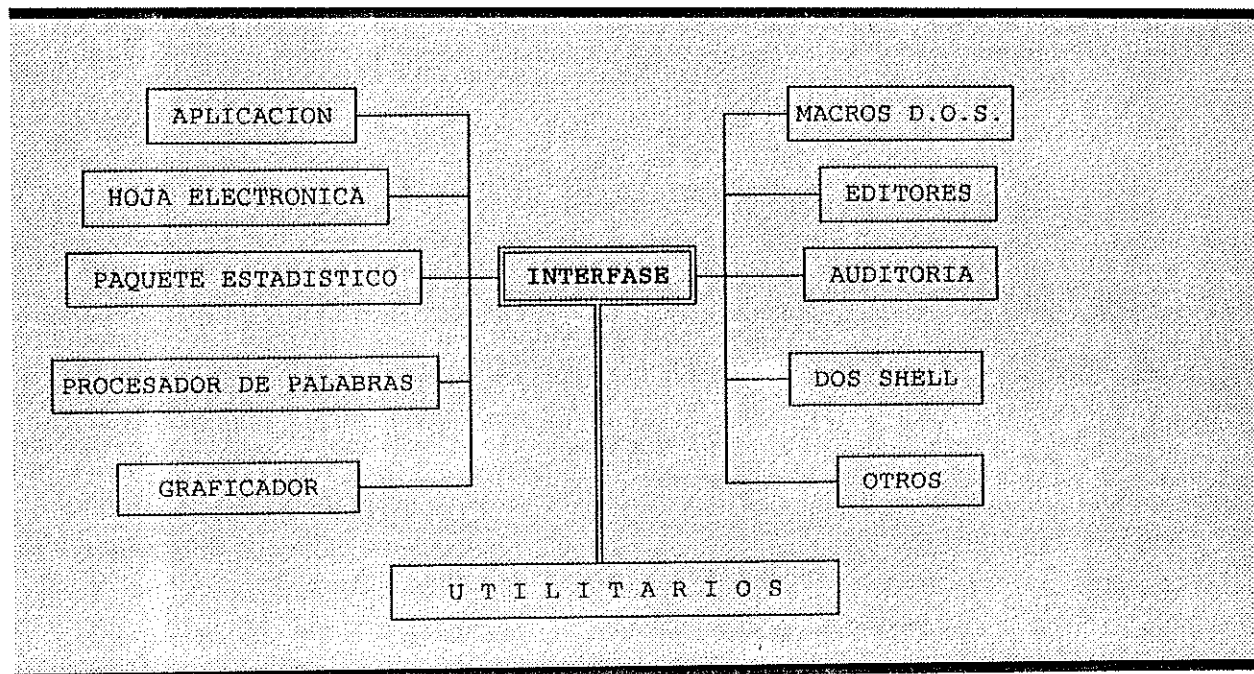 APLICACION
HOJA ELECTRONICA
PAQUETE ESTADISTICO
PROCESADOR DE PALABRAS
GRAFICADOR
INTERFASE
MACROS D.O.S.
EDITORES
AUDITORIA
DOS SHELL
OTROS
U T I L I T A R I O S